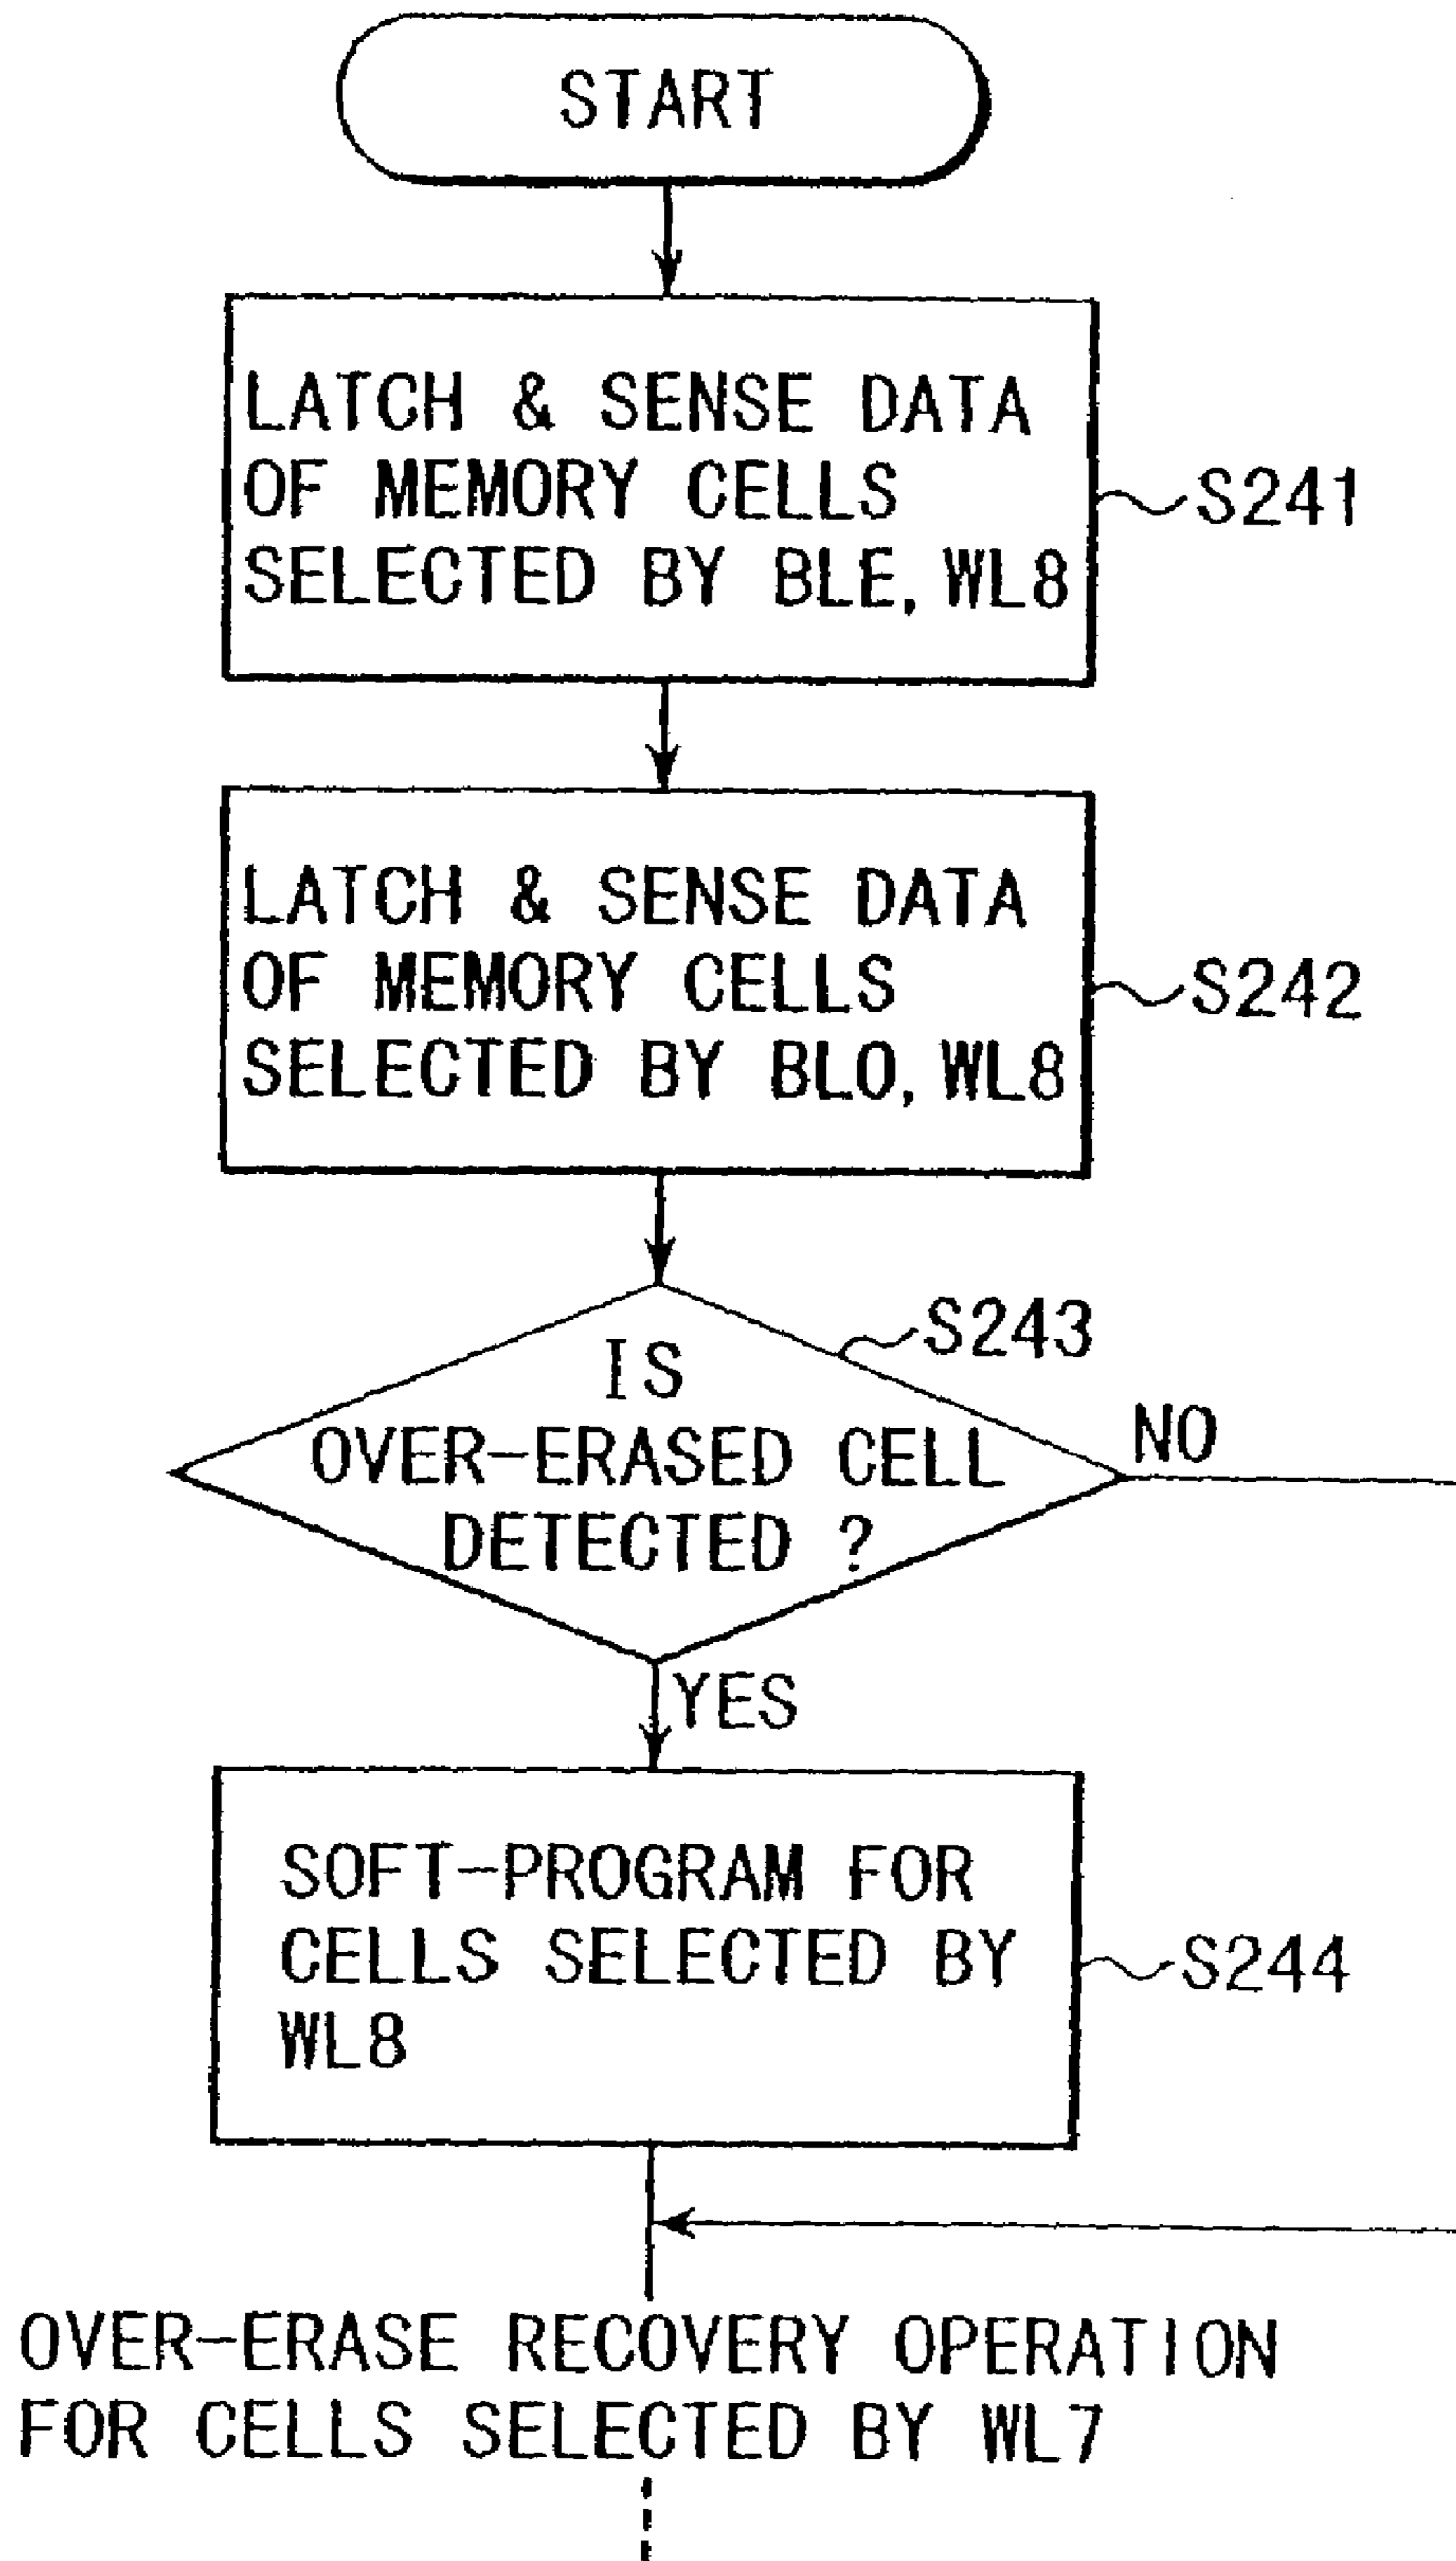 START
LATCH & SENSE DATA
OF MEMORY CELLS
SELECTED BY BLE, WL8
S241
LATCH & SENSE DATA
OF MEMORY CELLS
SELECTED BY BLO, WL8
S242
S243
IS
OVER-ERASED CELL
DETECTED ?
NO
YES
SOFT-PROGRAM FOR
CELLS SELECTED BY
WL8
S244
OVER-ERASE RECOVERY OPERATION
FOR CELLS SELECTED BY WL7